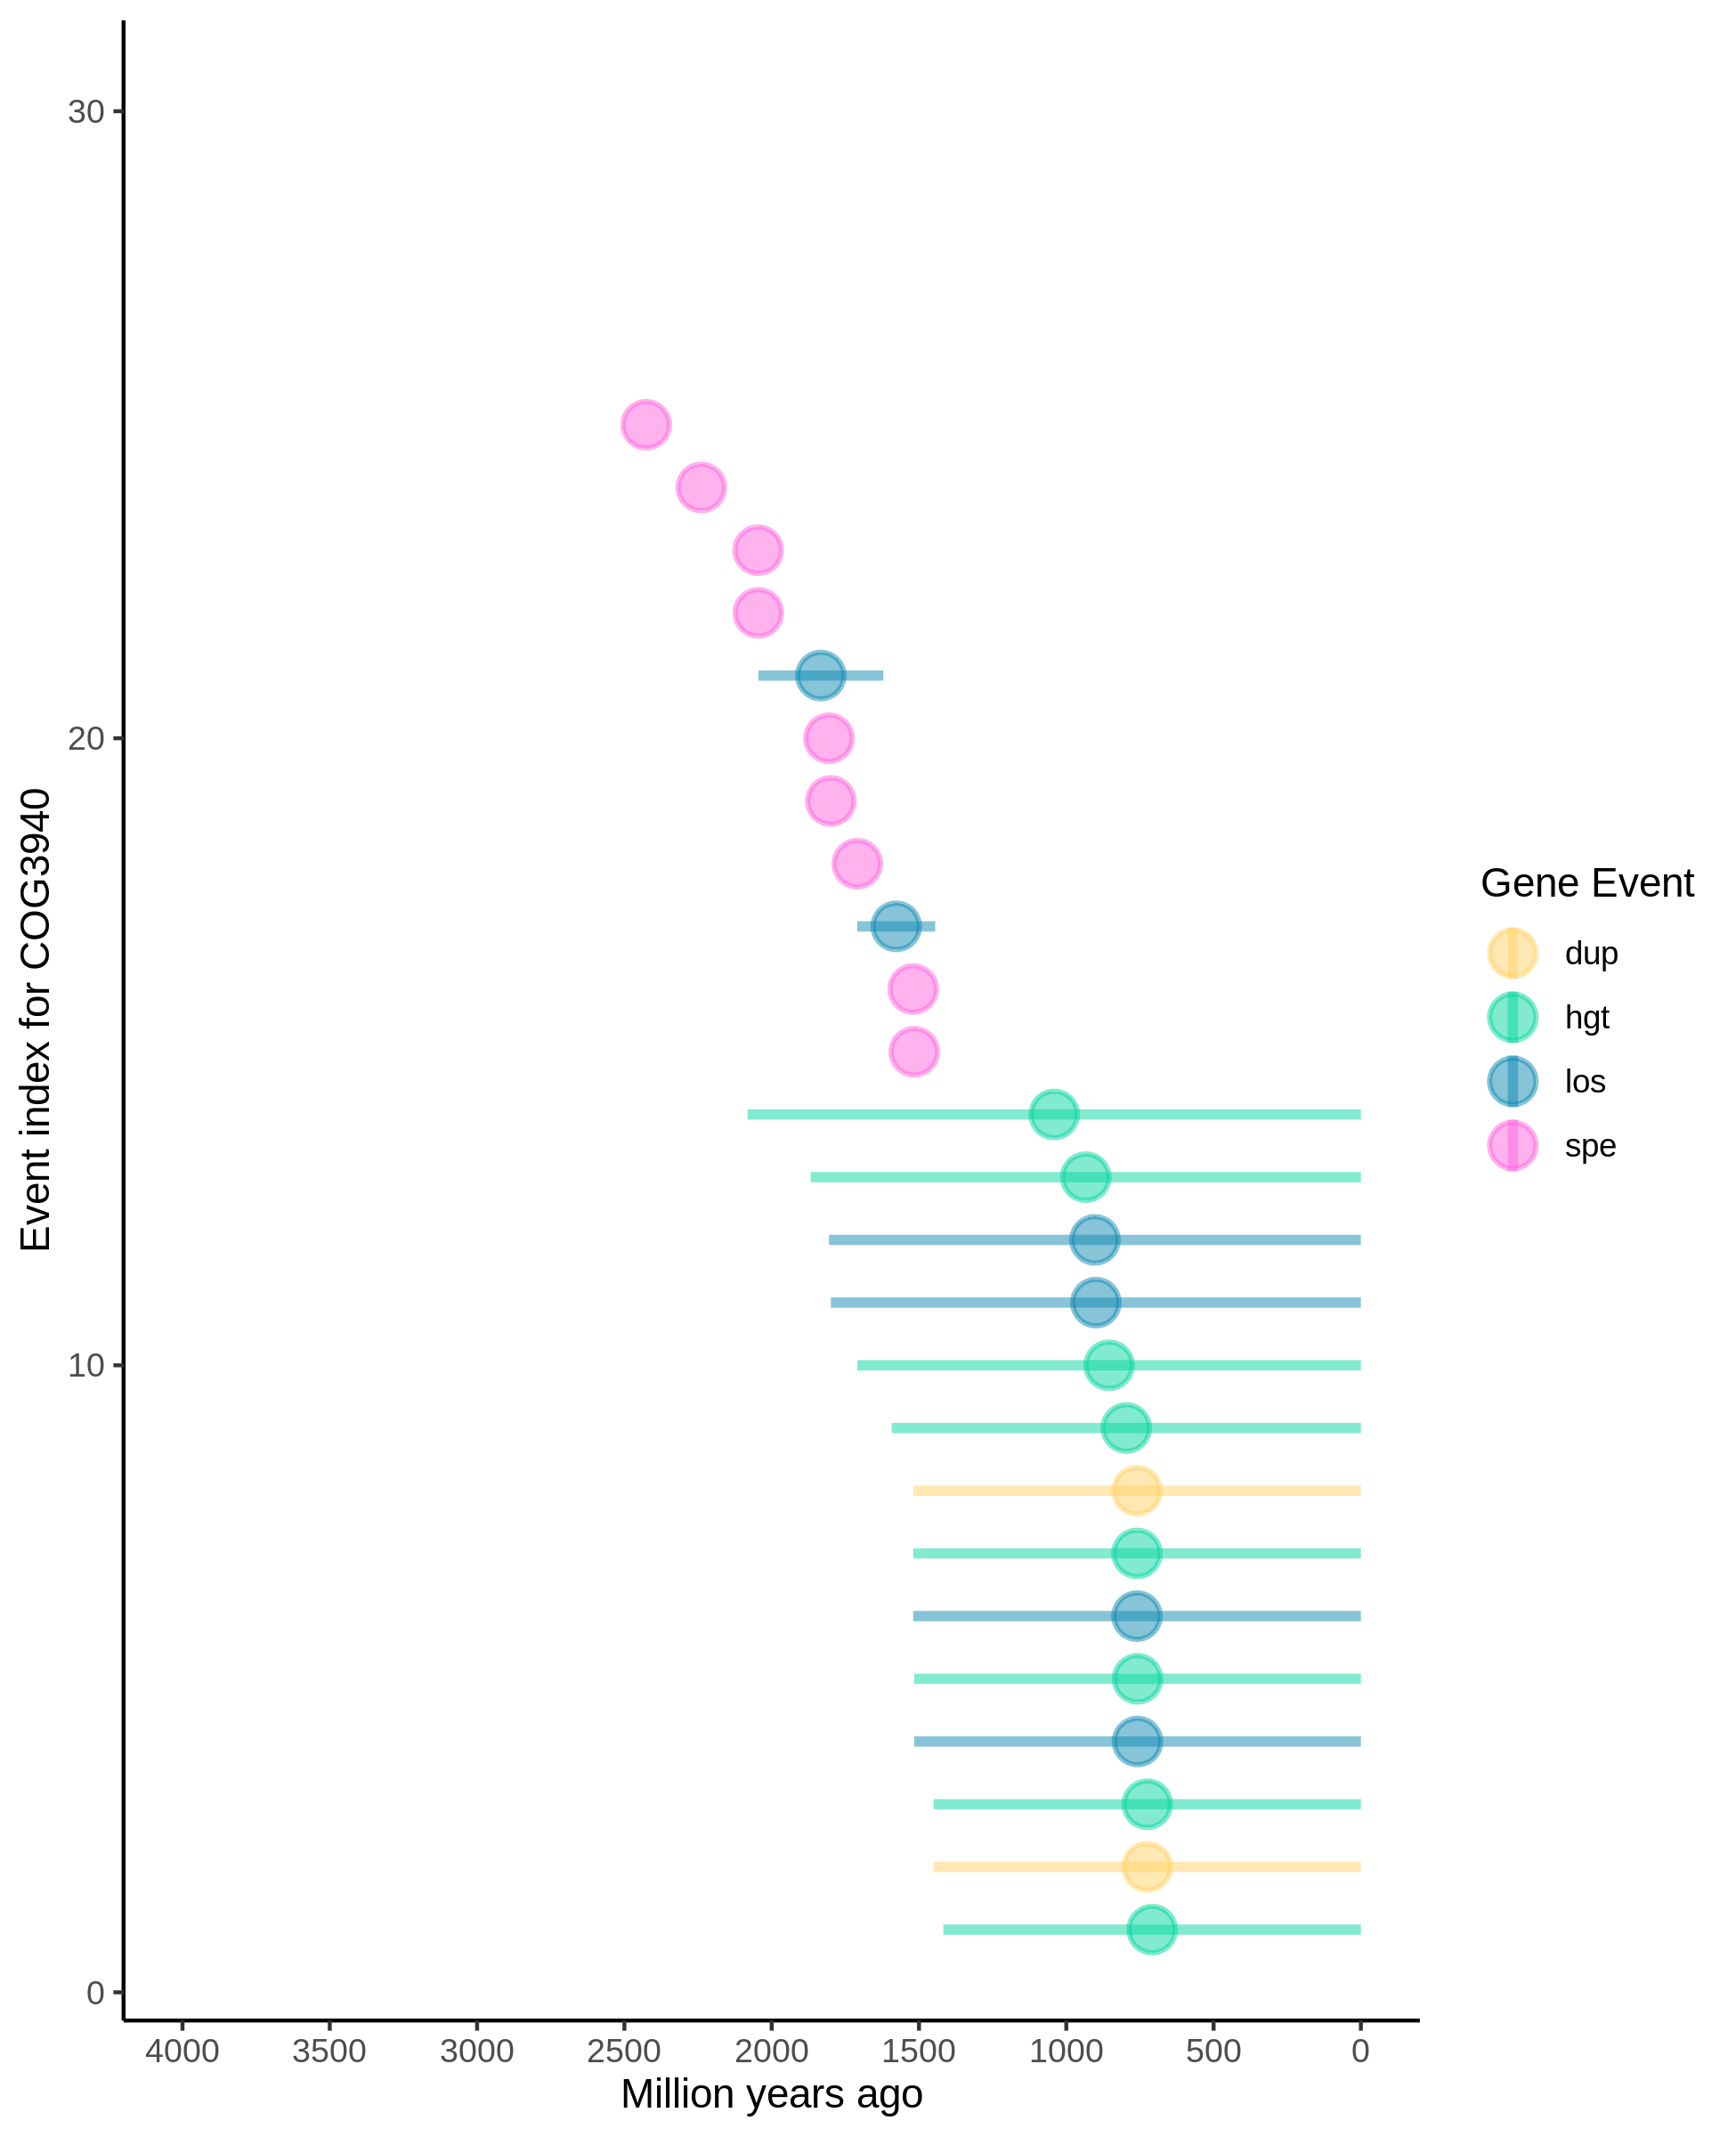 30
20
10
0
Event index for COG3940
4000 3500 3000 2500 2000 1500 1000 500 0
Million years ago
Gene Event
dup
hgt
los
spe